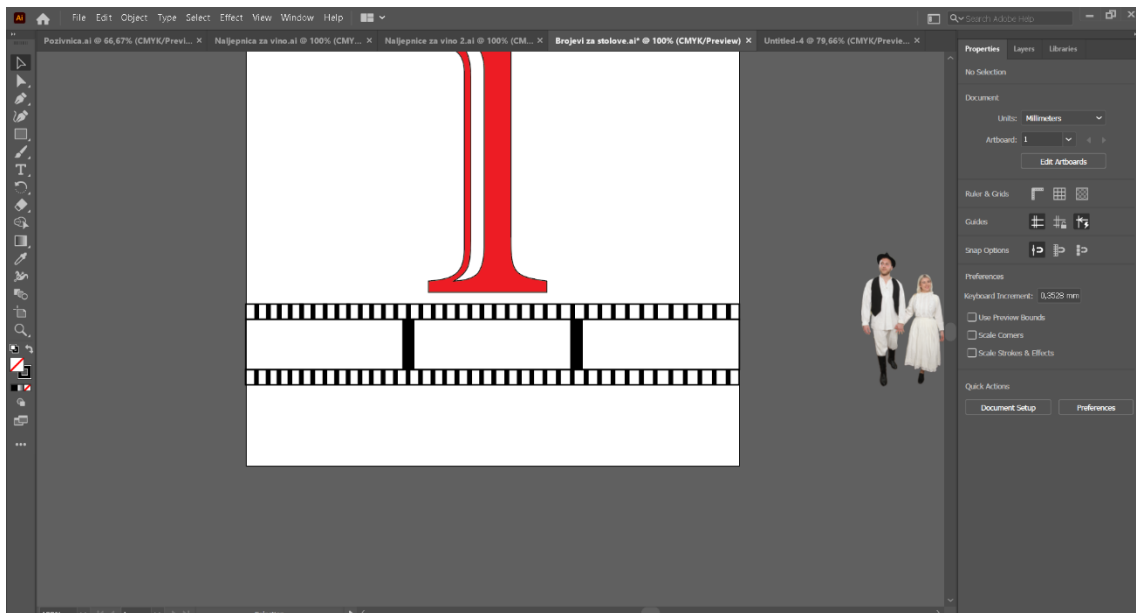 Ai File Edit Object Type Select Effect View Window Help Search Adobe Help
Pozivnica.ai @ 66,67% (CMYK/Previ... × Naljepnica za vino.ai @ 100% (CMY... × Naljepnice za vino 2.ai @ 100% (CM... × Brojevi za stolove.ai* @ 100% (CMYK/Preview) × Untitled-4 @ 79,66% (CMYK/Previe... ×
Properties Layers Libraries
No Selection
Document
Units: Millimeters
Artboard: 1
Edit Artboards
Ruler & Grids
Guides
Snap Options
Preferences
Keyboard Increment: 0,3528 mm
Use Preview Bounds
Scale Corners
Scale Strokes & Effects
Quick Actions
Document Setup Preferences